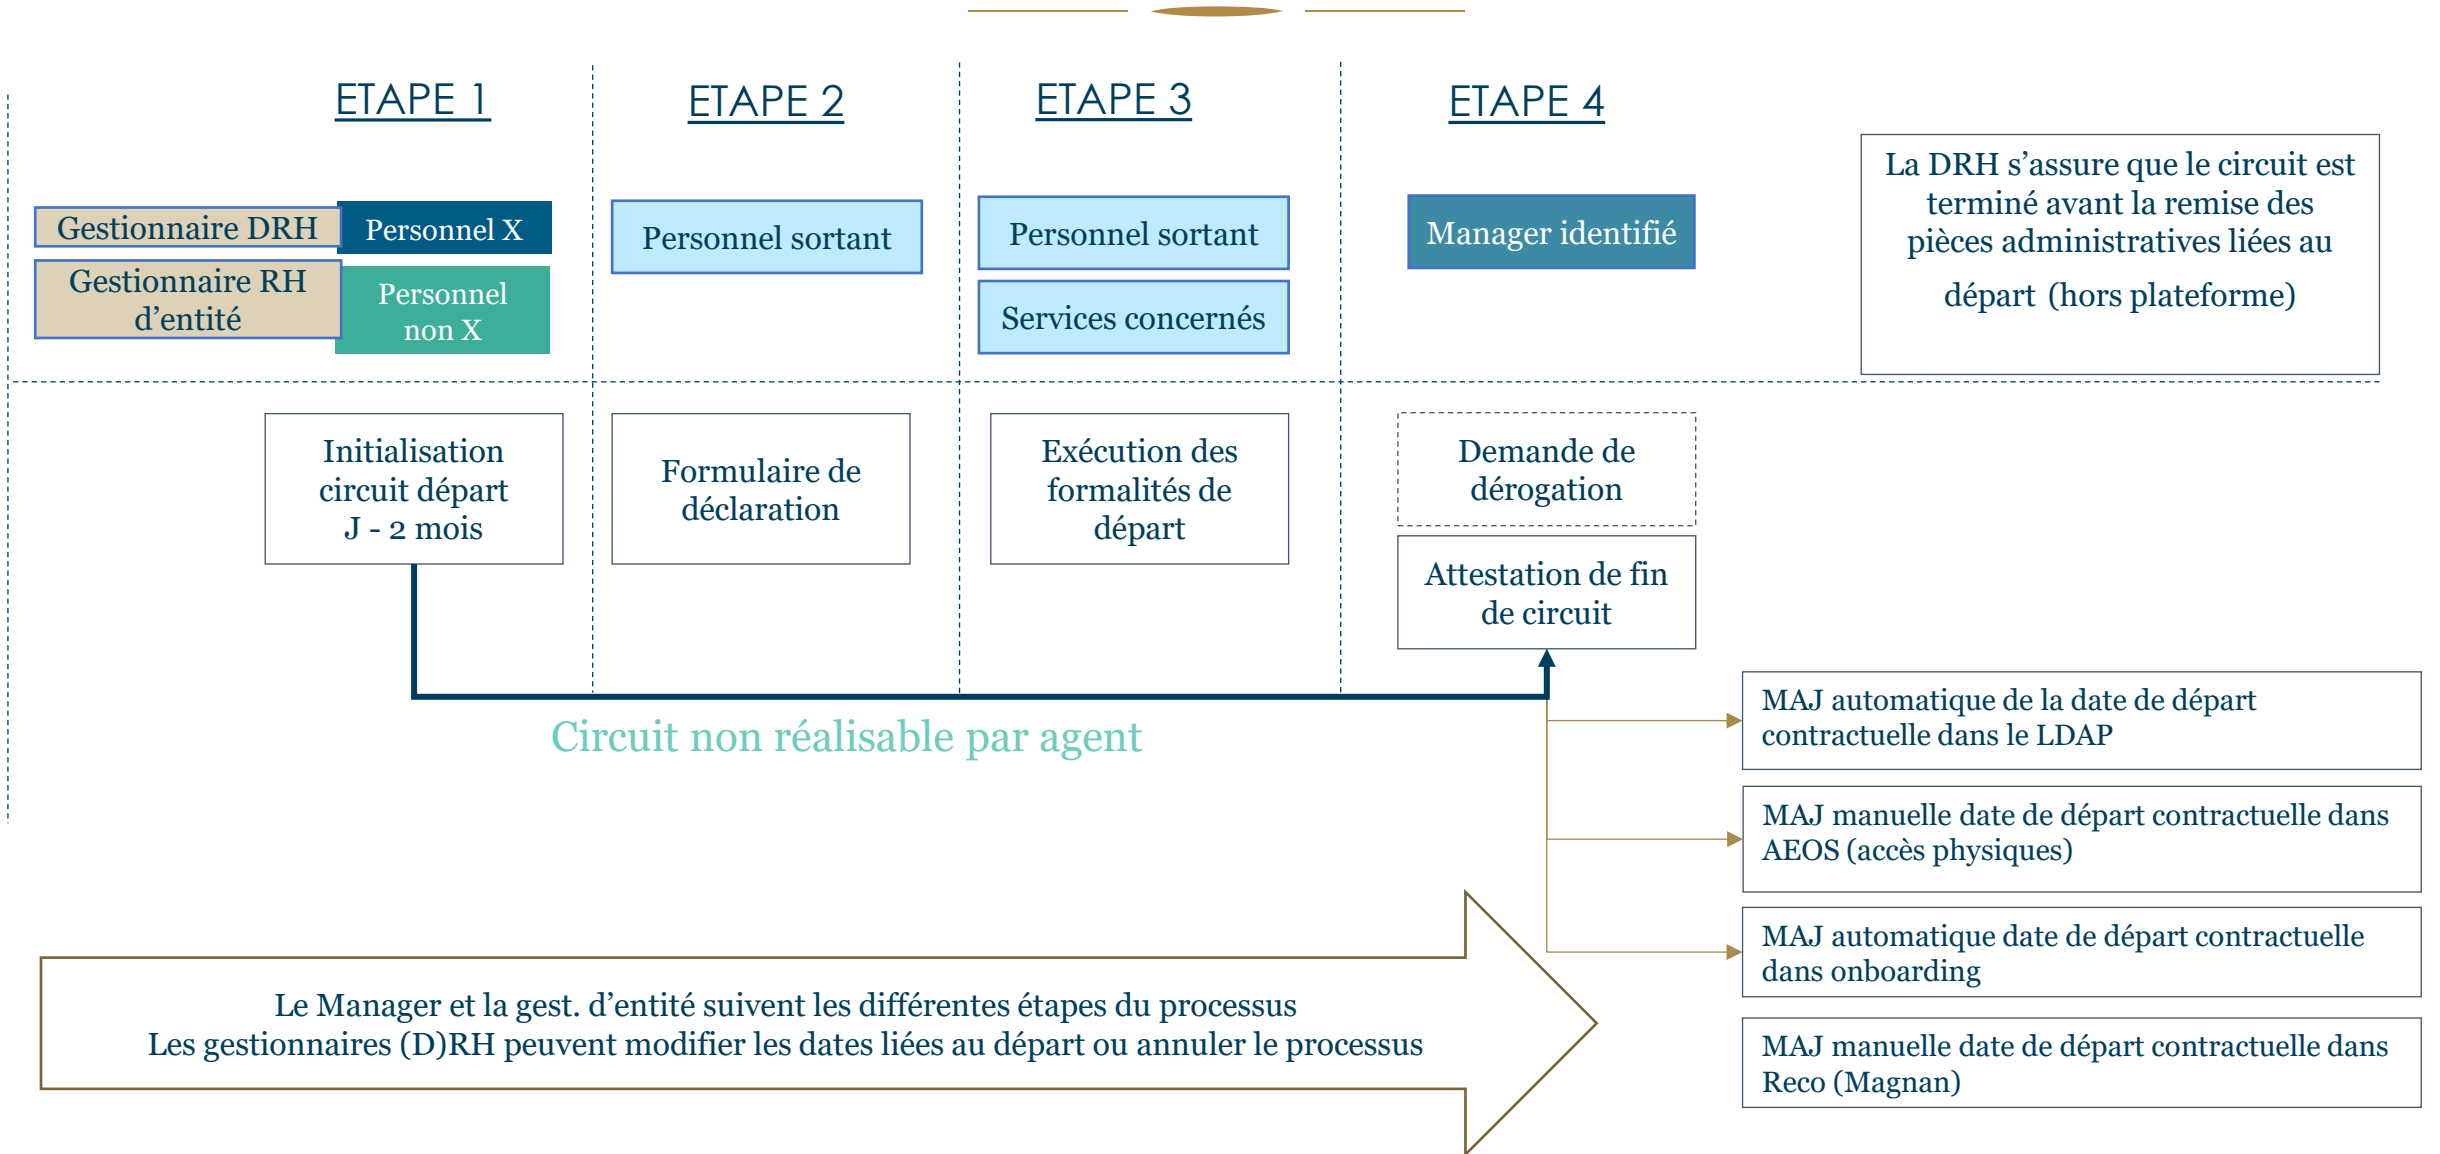 ETAPE 1
ETAPE 2
ETAPE 3
ETAPE 4
Gestionnaire DRH
Personnel X
Gestionnaire RH
d’entité
Personnel
non X
Personnel sortant
Personnel sortant
Services concernés
Manager identifié
La DRH s’assure que le circuit est
terminé avant la remise des
pièces administratives liées au
départ (hors plateforme)
Initialisation
circuit départ
J - 2 mois
Formulaire de
déclaration
Exécution des
formalités de
départ
Demande de
dérogation
Attestation de fin
de circuit
Circuit non réalisable par agent
MAJ automatique de la date de départ
contractuelle dans le LDAP
MAJ manuelle date de départ contractuelle dans
AEOS (accès physiques)
MAJ automatique date de départ contractuelle
dans onboarding
MAJ manuelle date de départ contractuelle dans
Reco (Magnan)
Le Manager et la gest. d’entité suivent les différentes étapes du processus
Les gestionnaires (D)RH peuvent modifier les dates liées au départ ou annuler le processus